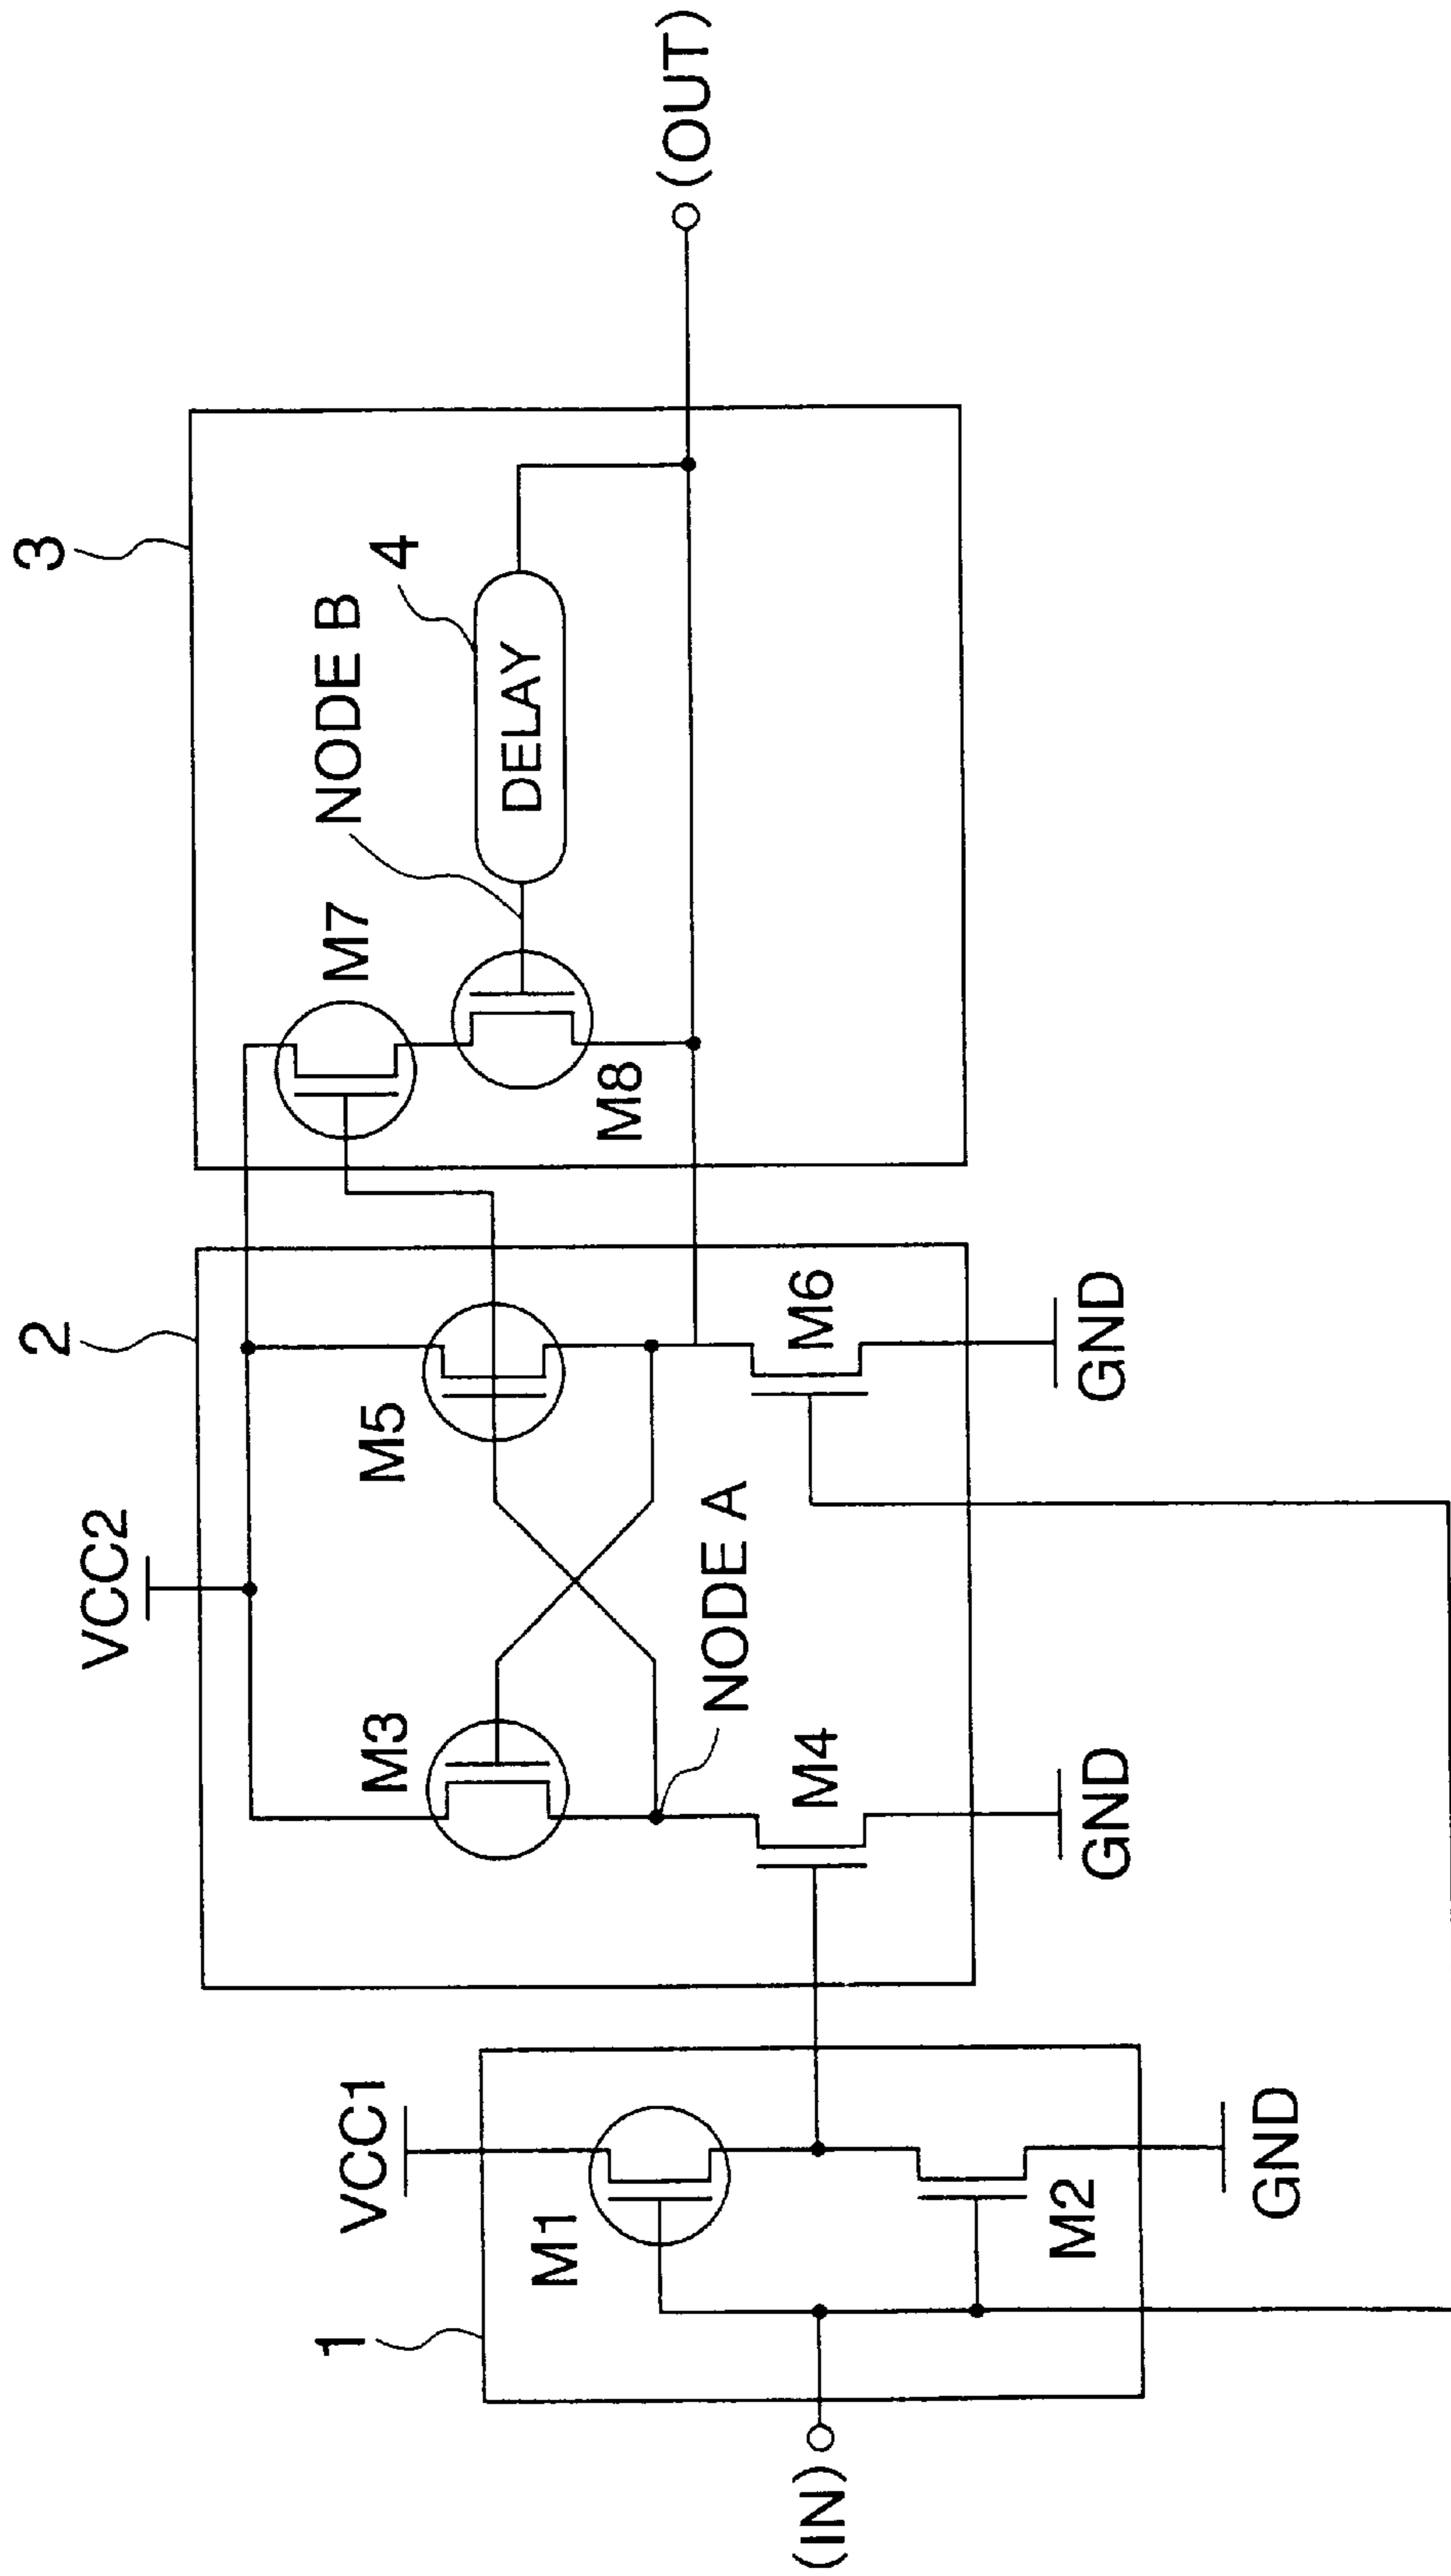 3
2
VCC2
M7
NODE B
4
DELAY
(OUT)
M3
M5
M8
VCC1
NODE A
1
M1
M4
M6
(IN)
M2
GND
GND
GND